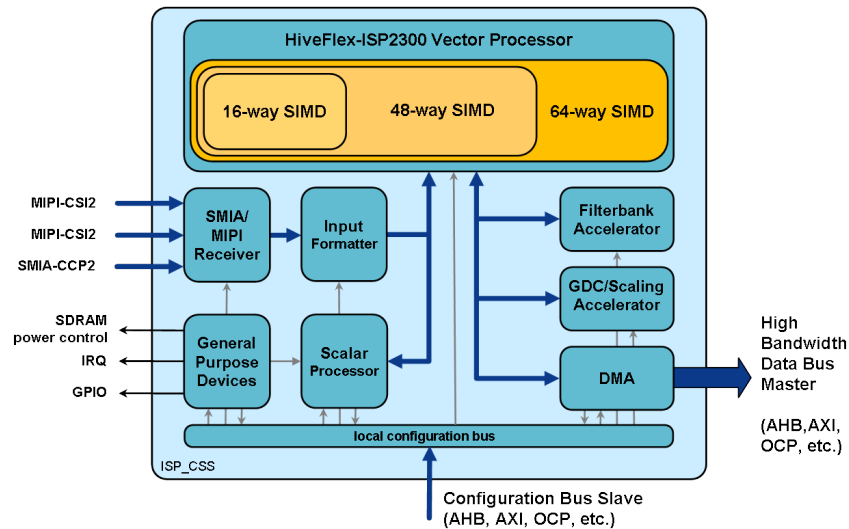 HiveFlex-ISP2300 Vector Processor
16-way SIMD
48-way SIMD
64-way SIMD
MIPI-CSI2
MIPI-CSI2
SMIA-CCP2
SMIA/
MIPI
Receiver
Input
Formatter
Filterbank
Accelerator
GDC/Scaling
Accelerator
SDRAM
power control
IRQ
GPIO
General
Purpose
Devices
Scalar
Processor
DMA
High
Bandwidth
Data Bus
Master
(AHB,AXI,
OCP, etc.)
local configuration bus
ISP_CSS
Configuration Bus Slave
(AHB, AXI, OCP, etc.)